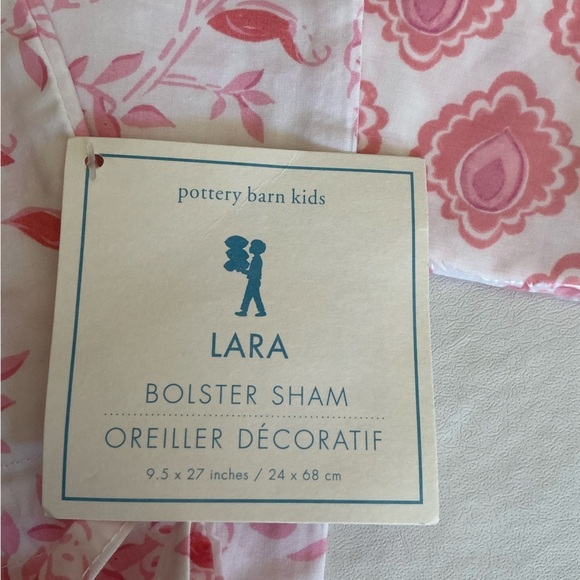 pottery barn kids
LARA
BOLSTER SHAM
OREILLER DÉCORATIF
9.5 x 27 inches / 24 x 68 cm